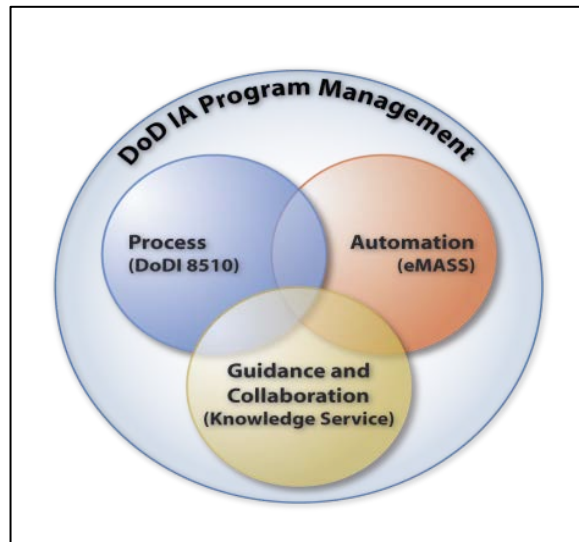 DoD IA Program Management
Process
(DoDI 8510)
Automation
(eMASS)
Guidance and
Collaboration
(Knowledge Service)